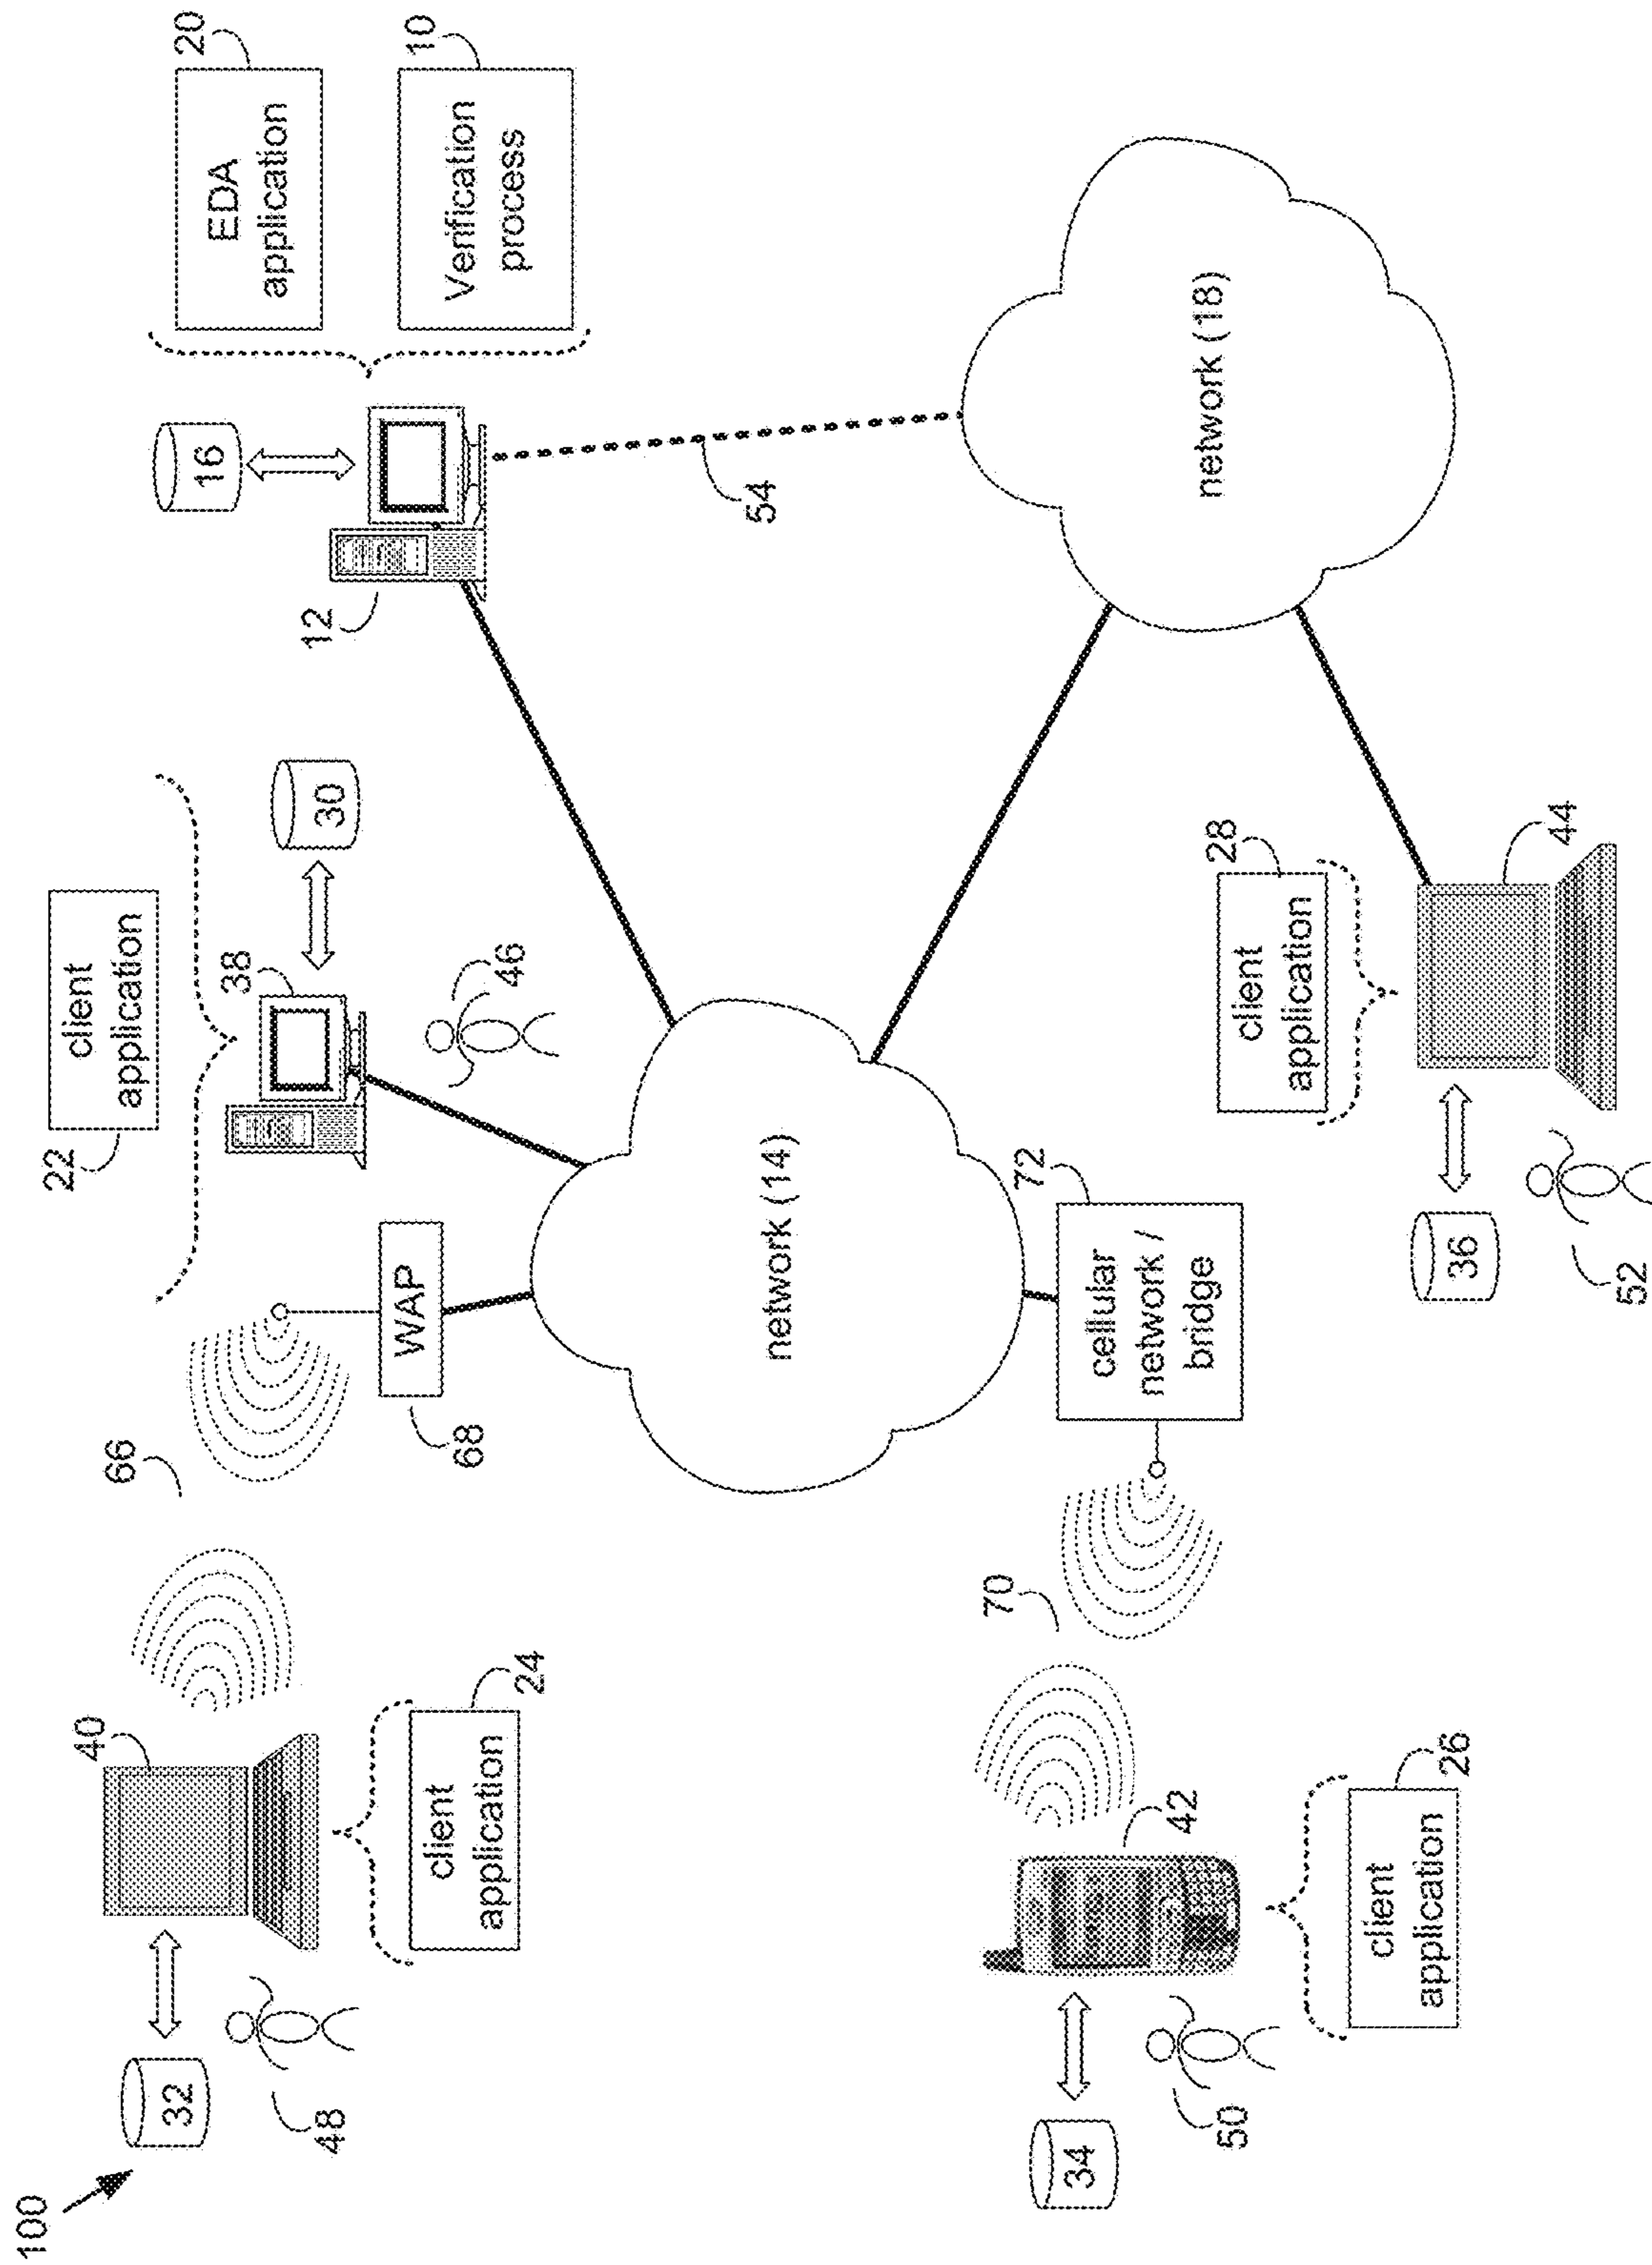 100
32
40
48
client
application
24
66
WAP
68
22
client
application
38
30
46
16
12
EDA
application
20
Verification
process
10
54
network (14)
network (18)
34
50
42
client
application
26
70
72
cellular
network /
bridge
36
52
client
application
28
44